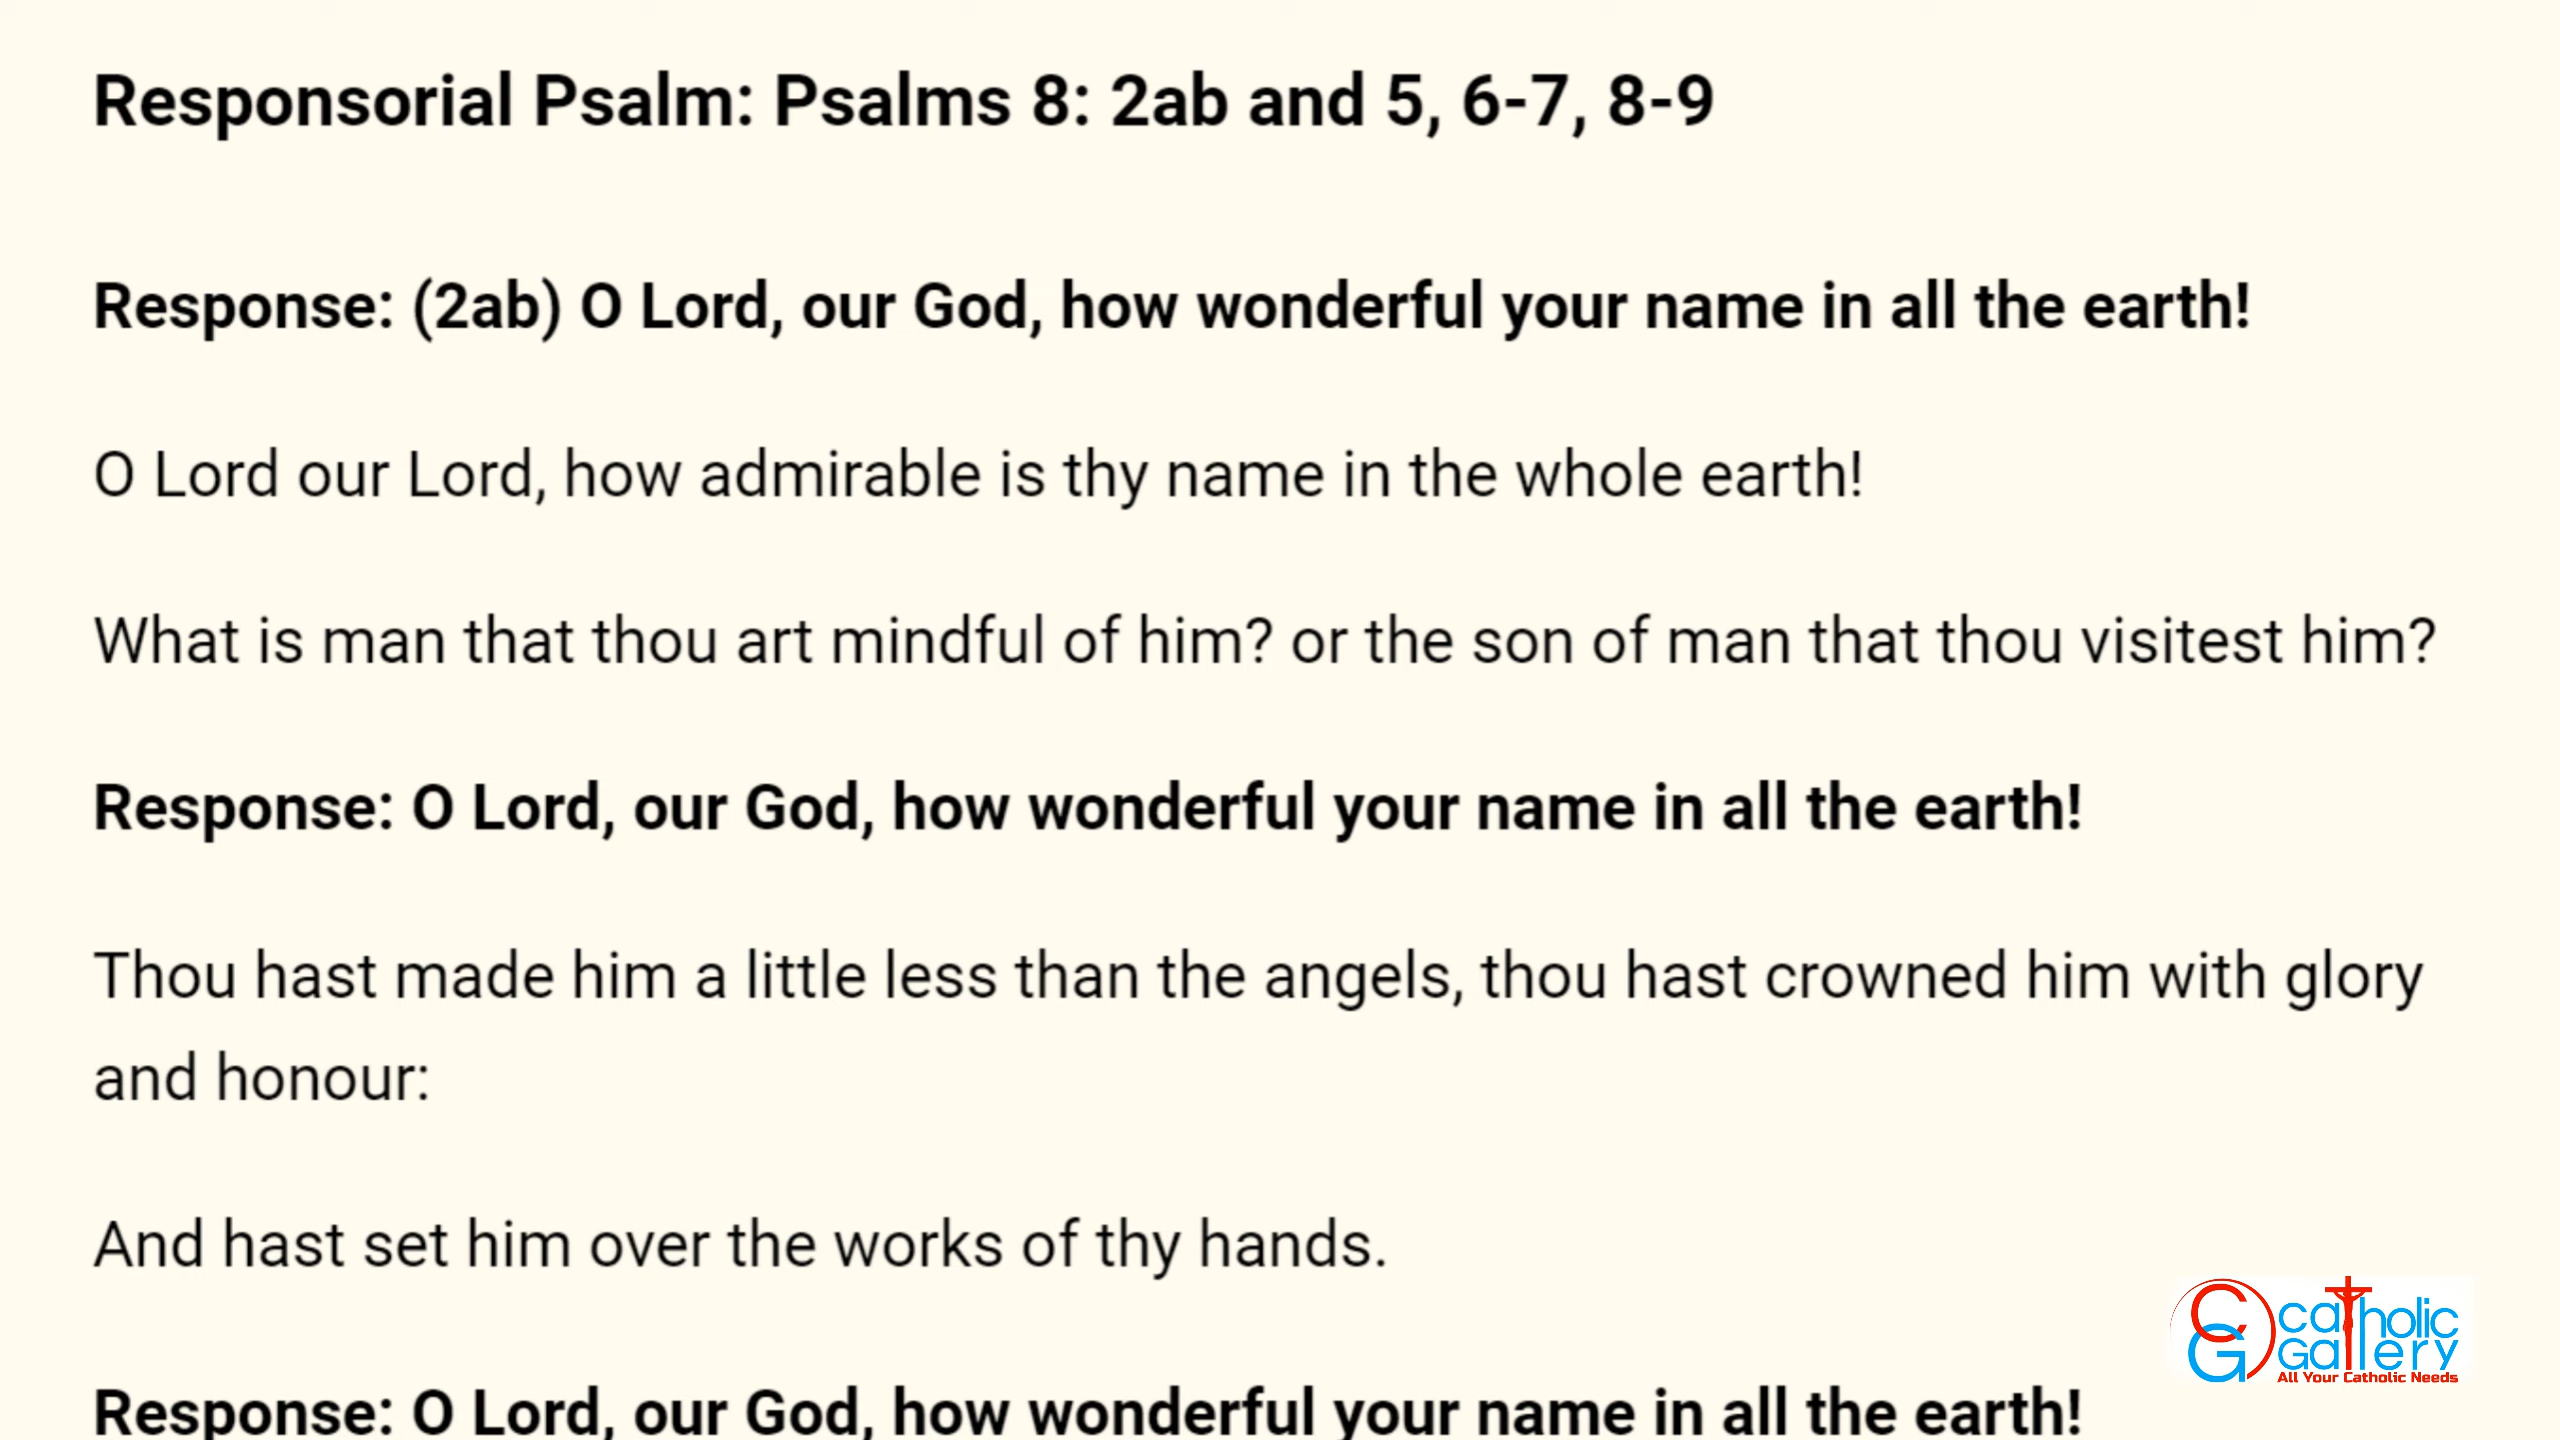 Responsorial Psalm: Psalms 8: 2ab and 5, 6-7, 8-9
Response: (2ab) O Lord, our God, how wonderful your name in all the earth!
O Lord our Lord, how admirable is thy name in the whole earth!
What is man that thou art mindful of him? or the son of man that thou visitest him?
Response: O Lord, our God, how wonderful your name in all the earth!
Thou hast made him a little less than the angels, thou hast crowned him with glory
and honour:
And hast set him over the works of thy hands.
Response: O Lord, our God, how wonderful your name in all the earth!
CG
catholic
Gallery
All Your Catholic Needs